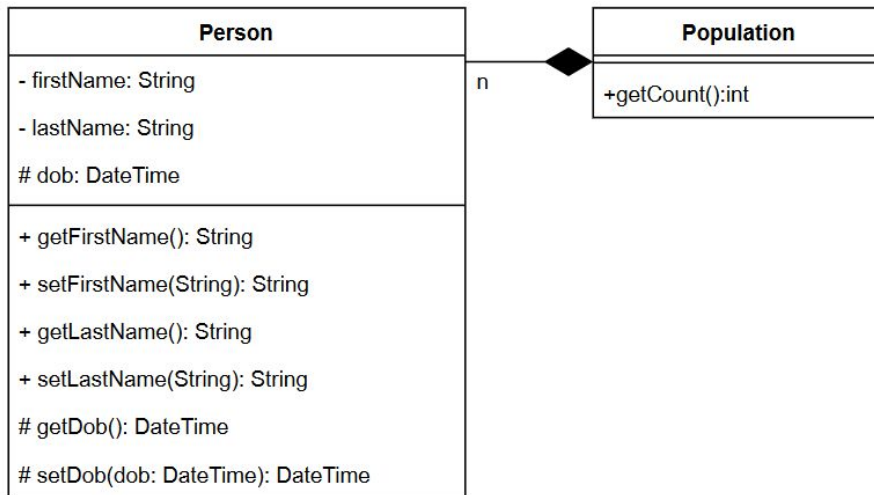 Person
- firstName: String
- lastName: String
# dob: DateTime
+ getFirstName(): String
+ setFirstName(String): String
+ getLastName(): String
+ setLastName(String): String
# getDob(): DateTime
# setDob(dob: DateTime): DateTime
n
Population
+getCount():int